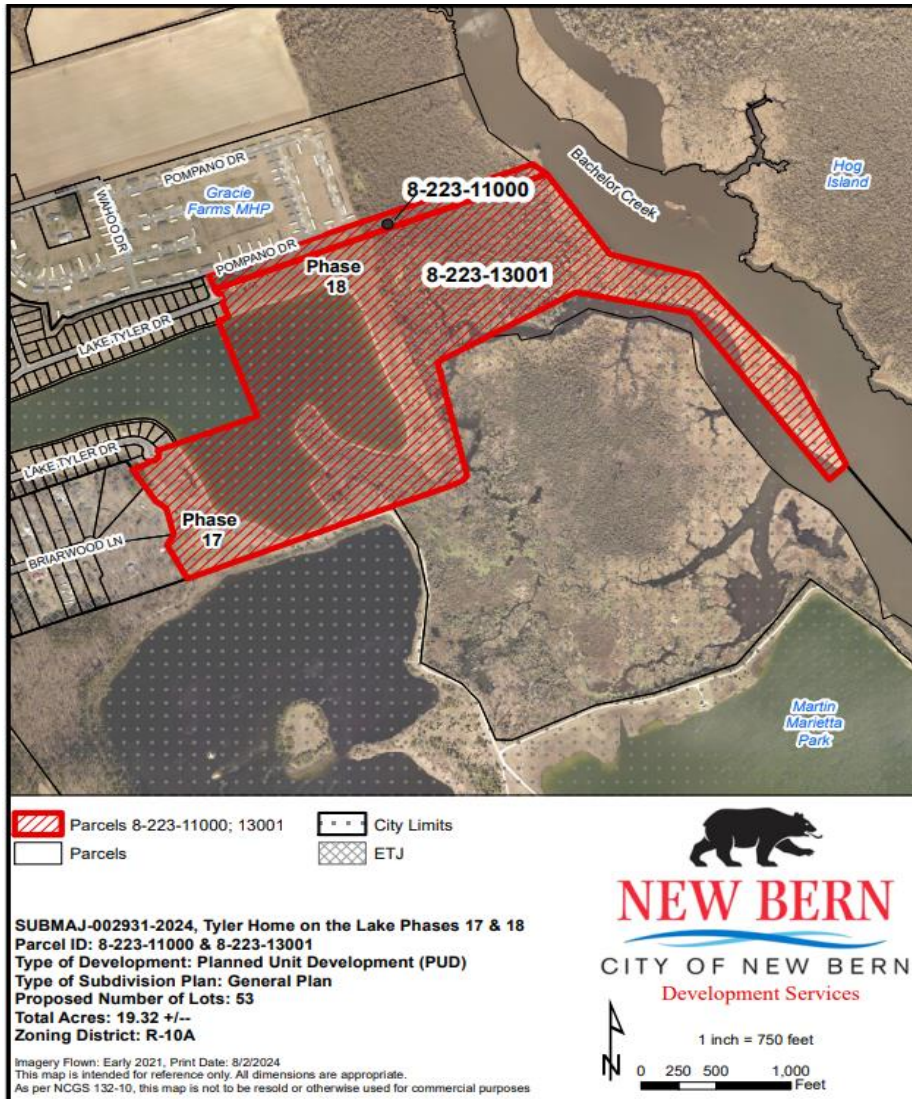 POMPANO DR
WAHOO DR
Gracie
Farms MHP
8-223-11000
Bachelor Creek
Hog
Island
POMPANO DR
Phase
18
8-223-13001
LAKE TYLER DR
LAKE TYLER DR
Phase
17
BRIARWOOD LN
Martin
Marietta
Park
Parcels 8-223-11000; 13001
City Limits
Parcels
ETJ
SUBMAJ-002931-2024, Tyler Home on the Lake Phases 17 & 18
Parcel ID: 8-223-11000 & 8-223-13001
Type of Development: Planned Unit Development (PUD)
Type of Subdivision Plan: General Plan
Proposed Number of Lots: 53
Total Acres: 19.32 +/--
Zoning District: R-10A
Imagery Flown: Early 2021, Print Date: 8/2/2024
This map is intended for reference only. All dimensions are appropriate.
As per NCGS 132-10, this map is not to be resold or otherwise used for commercial purposes
NEW BERN
CITY OF NEW BERN
Development Services
N
1 inch = 750 feet
0 250 500 1,000
Feet